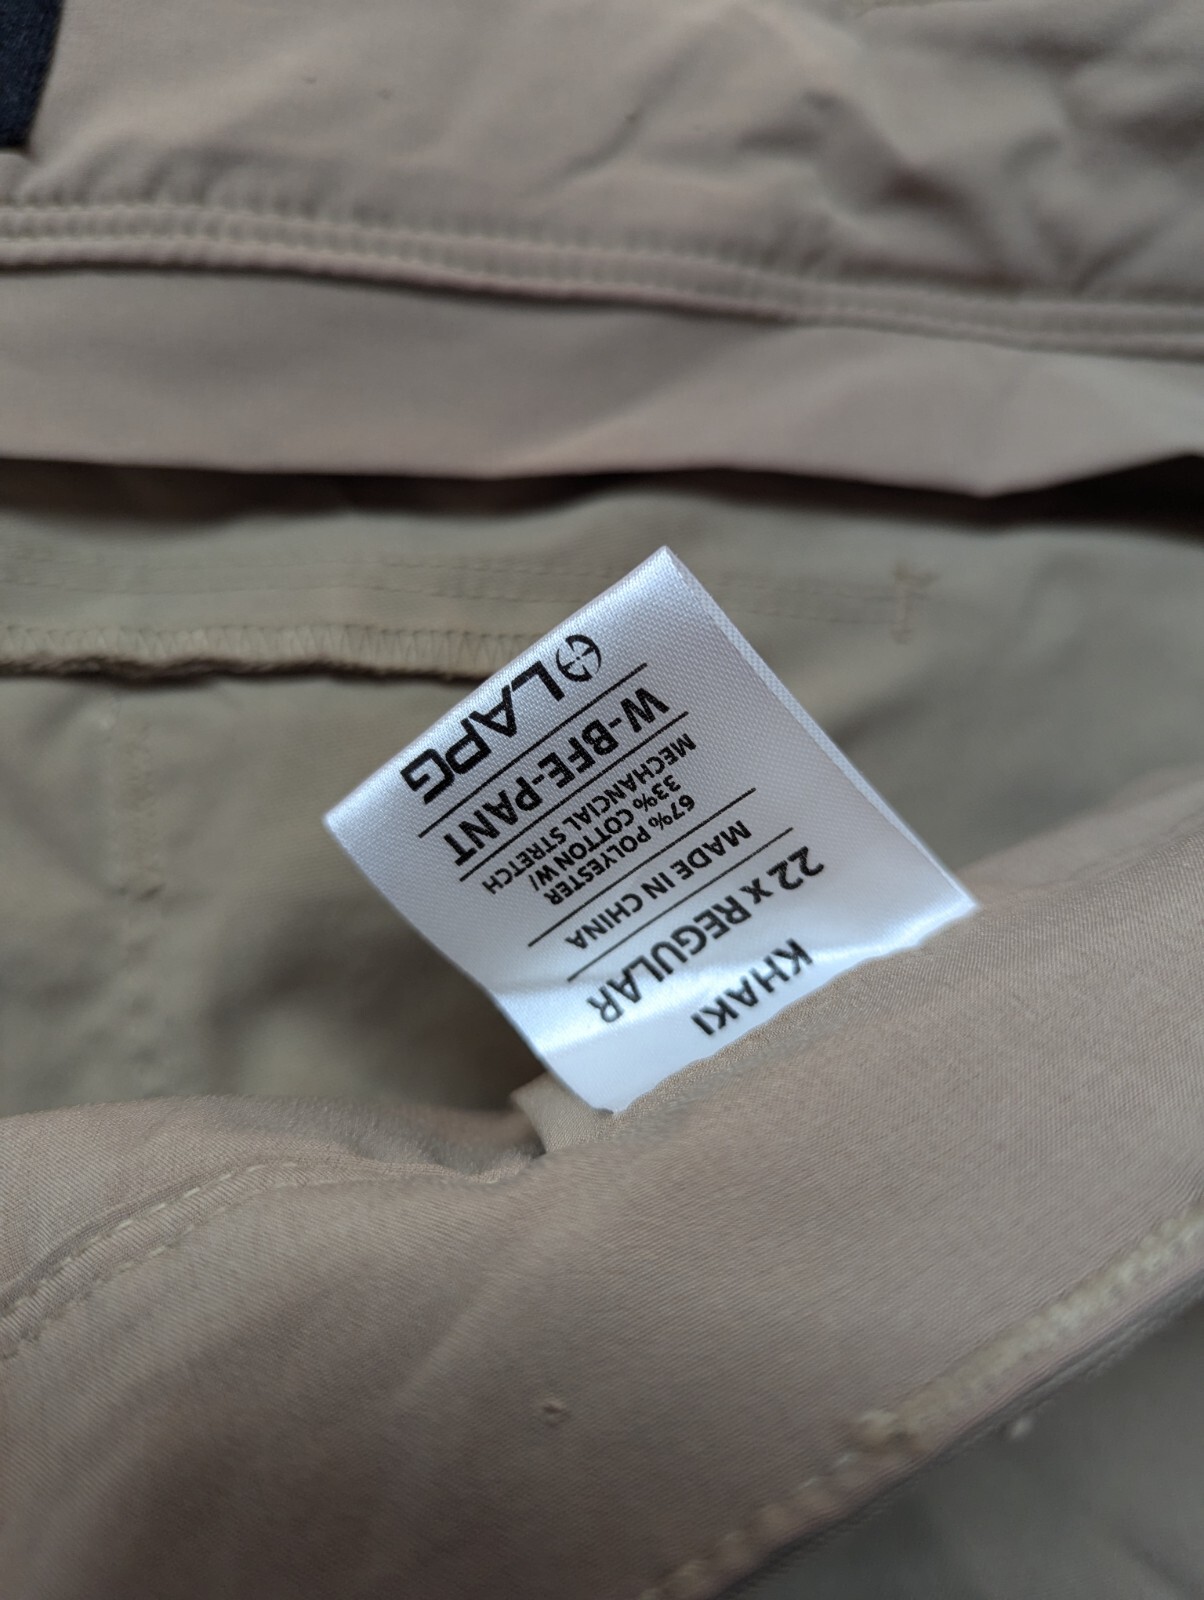 LAPG
W-BFE-PANT
67% POLYESTER
33% COTTON W/
MECHANCIAL STRETCH
MADE IN CHINA
22 X REGULAR
KHAKI